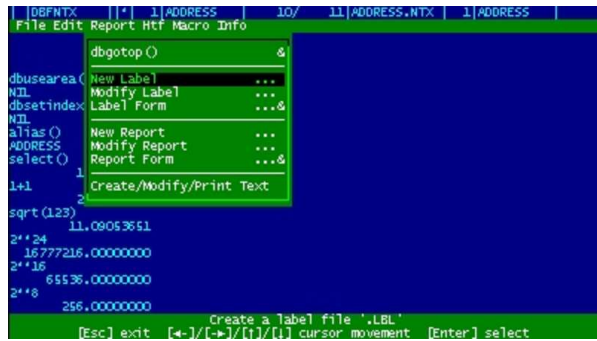 DBFNTX | * | 1|ADDRESS | 10/ 11|ADDRESS.NTX | 1|ADDRESS
File Edit Report Htf Macro Info
dbgotop() &
dbusearea( New Label ...
NIL Modify Label ...
dbsetindex Label Form ...&
NIL
alias() New Report ...
ADDRESS Modify Report ...
select() Report Form ...&
1
1+1 Create/Modify/Print Text
2
sqrt(123)
11.09053651
2**24
16777216.00000000
2**16
65536.00000000
2**8
256.00000000
Create a label file '.LBL'
[Esc] exit [◄-]/[-►]/[↑]/[↓] cursor movement [Enter] select